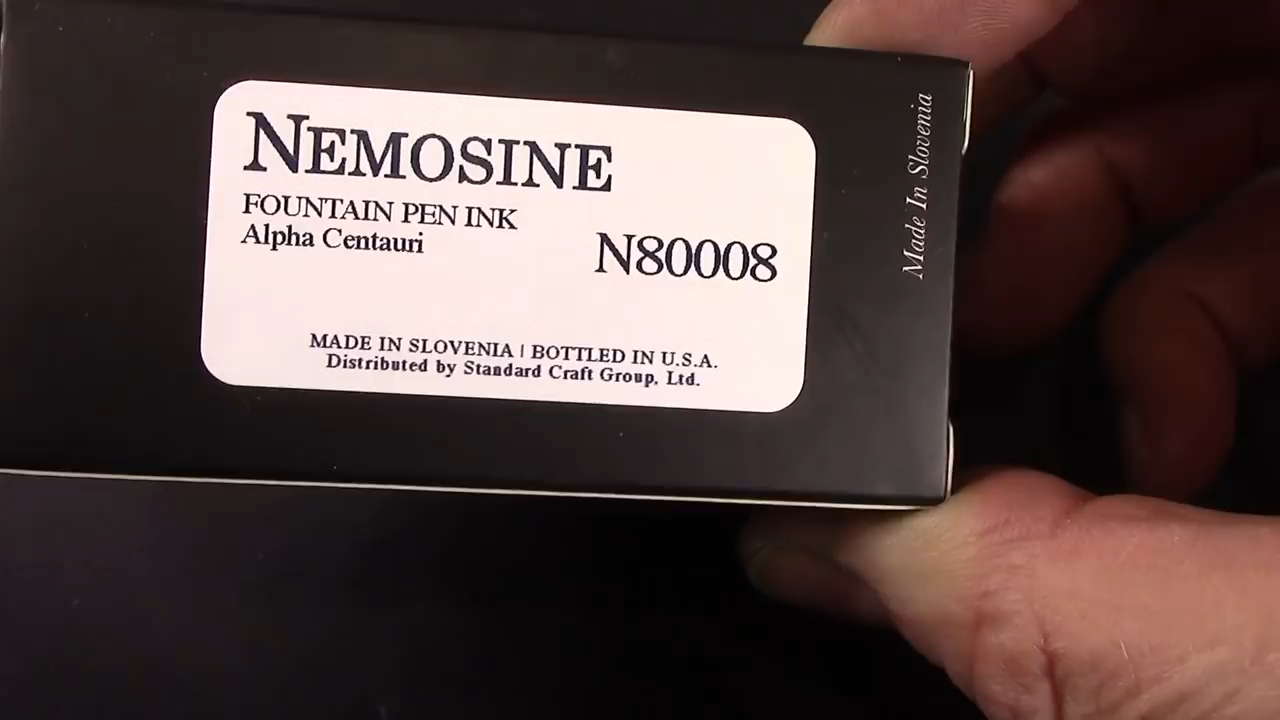 NEMOSINE
FOUNTAIN PEN INK
Alpha Centauri
N80008
MADE IN SLOVENIA | BOTTLED IN U.S.A.
Distributed by Standard Craft Group, Ltd.
Made In Slovenia